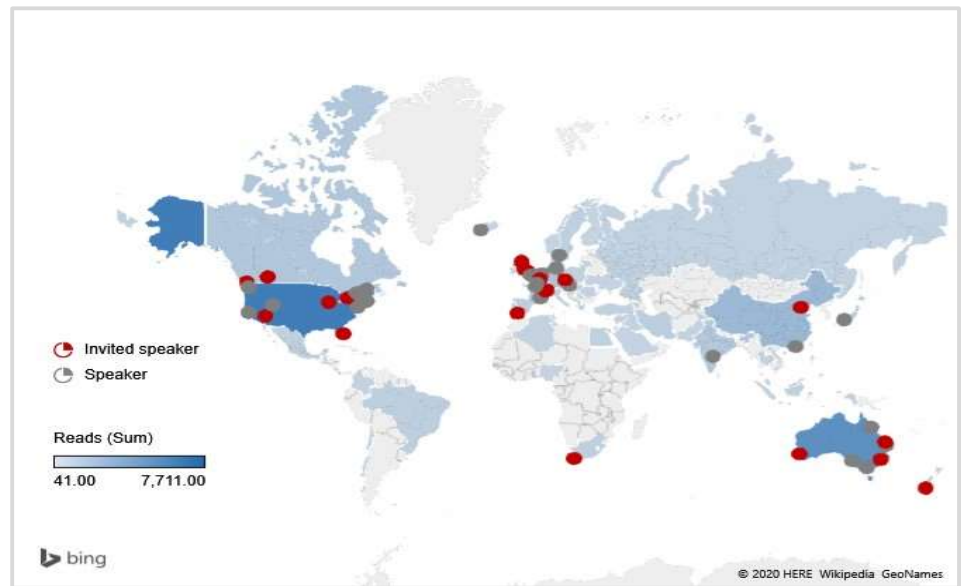 Invited speaker
Speaker
Reads (Sum)
41.00 7,711.00
bing
© 2020 HERE Wikipedia GeoNames